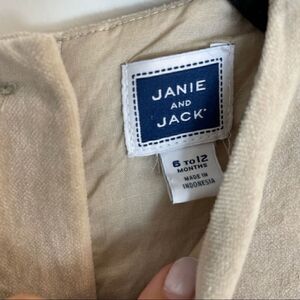 JANIE
AND
JACK
6 TO 12
MONTHS
MADE IN
INDONESIA